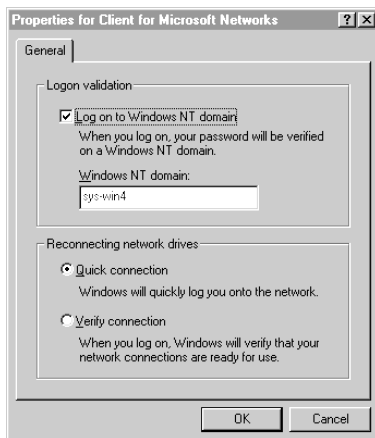 Properties for Client for Microsoft Networks
General
Logon validation
Log on to Windows NT domain
When you log on, your password will be verified
on a Windows NT domain.
Windows NT domain:
sys-win4
Reconnecting network drives
Quick connection
Windows will quickly log you onto the network.
Verify connection
When you log on, Windows will verify that your
network connections are ready for use.
OK
Cancel